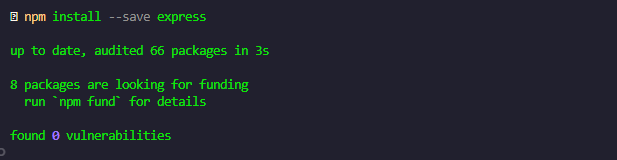 npm install --save express
up to date, audited 66 packages in 3s
8 packages are looking for funding
run `npm fund` for details
found 0 vulnerabilities